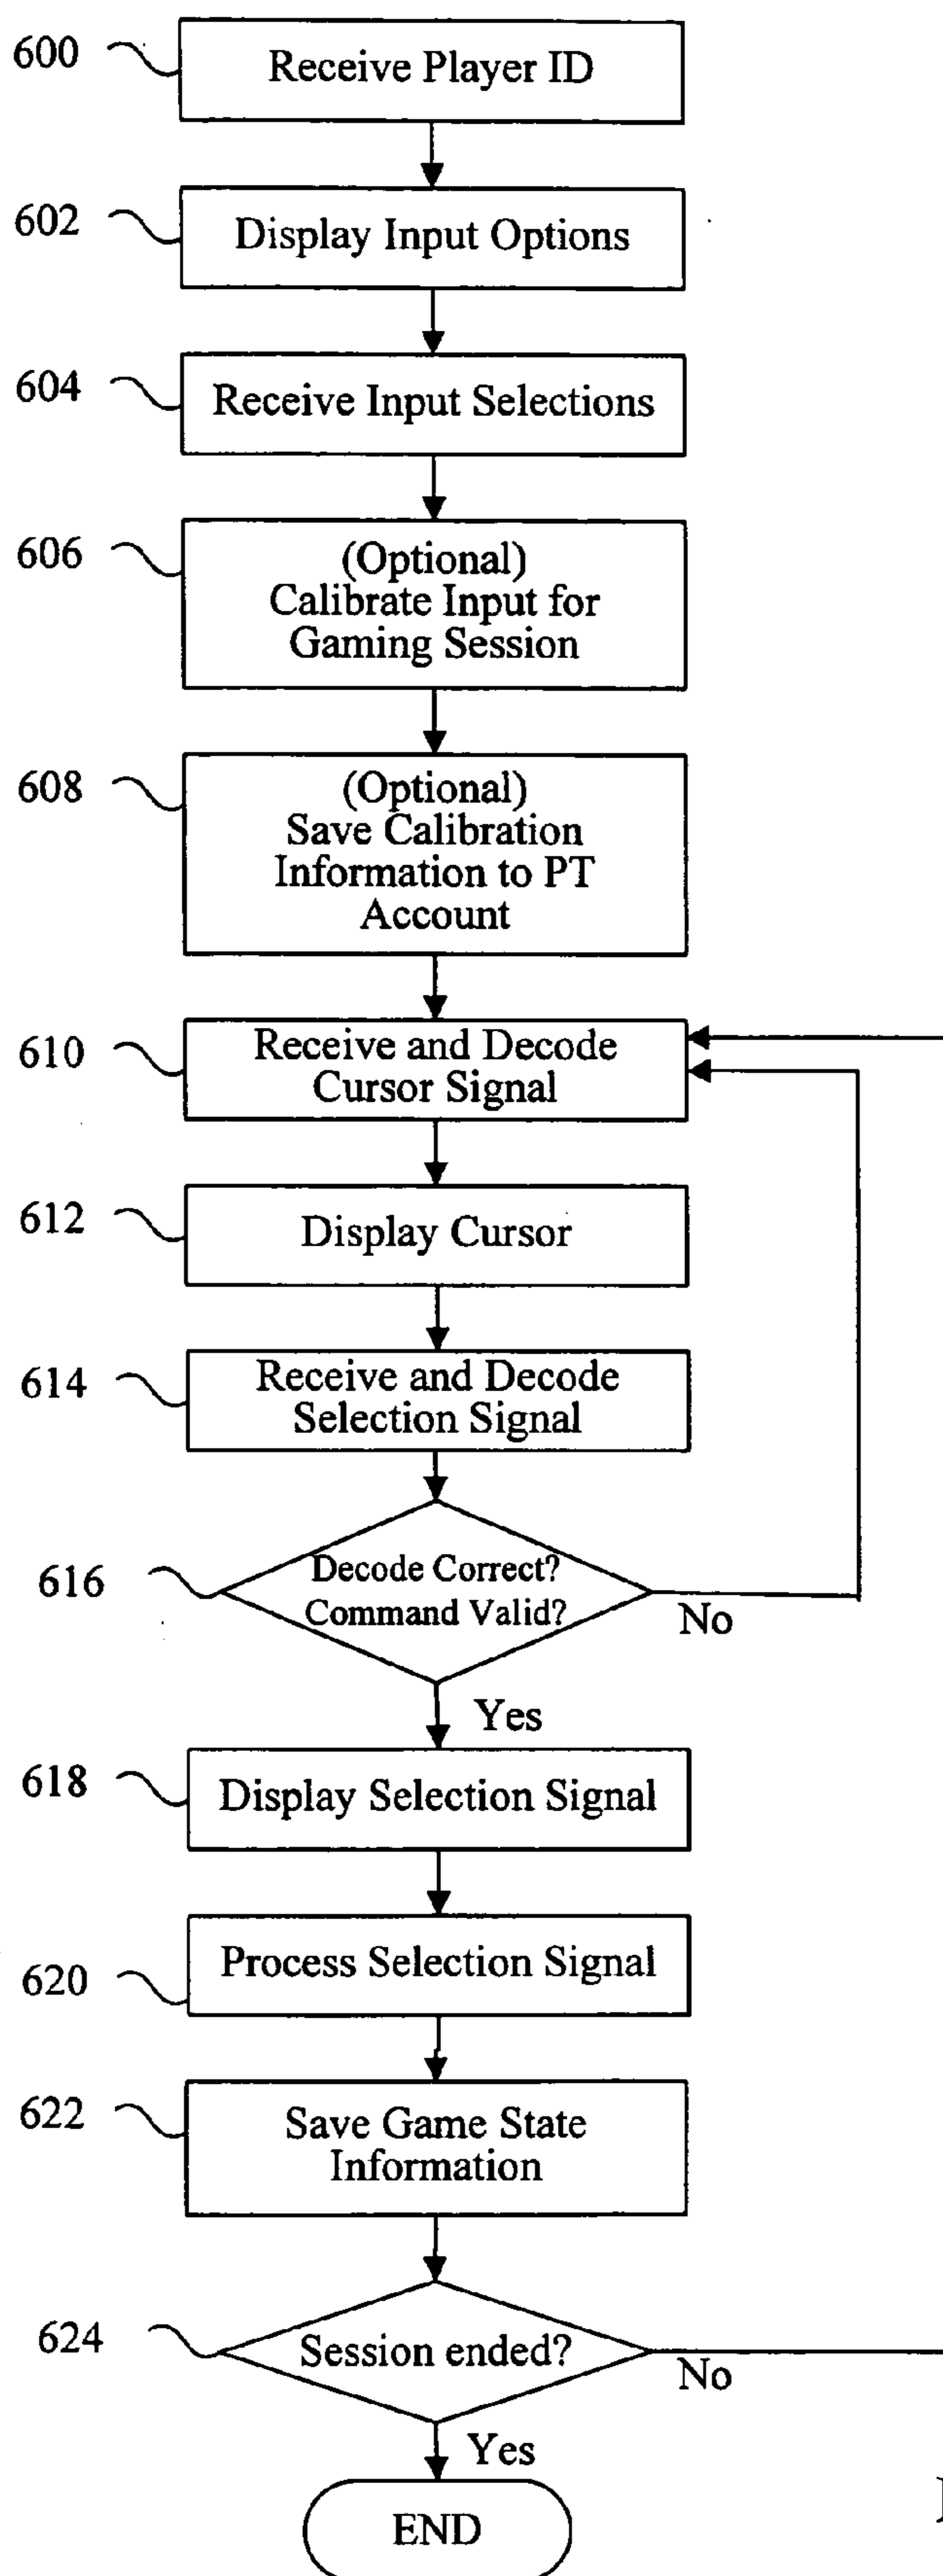 600
Receive Player ID
602
Display Input Options
604
Receive Input Selections
606
(Optional)
Calibrate Input for
Gaming Session
608
(Optional)
Save Calibration
Information to PT
Account
610
Receive and Decode
Cursor Signal
612
Display Cursor
614
Receive and Decode
Selection Signal
616
Decode Correct?
Command Valid?
No
Yes
618
Display Selection Signal
620
Process Selection Signal
622
Save Game State
Information
624
Session ended?
No
Yes
END